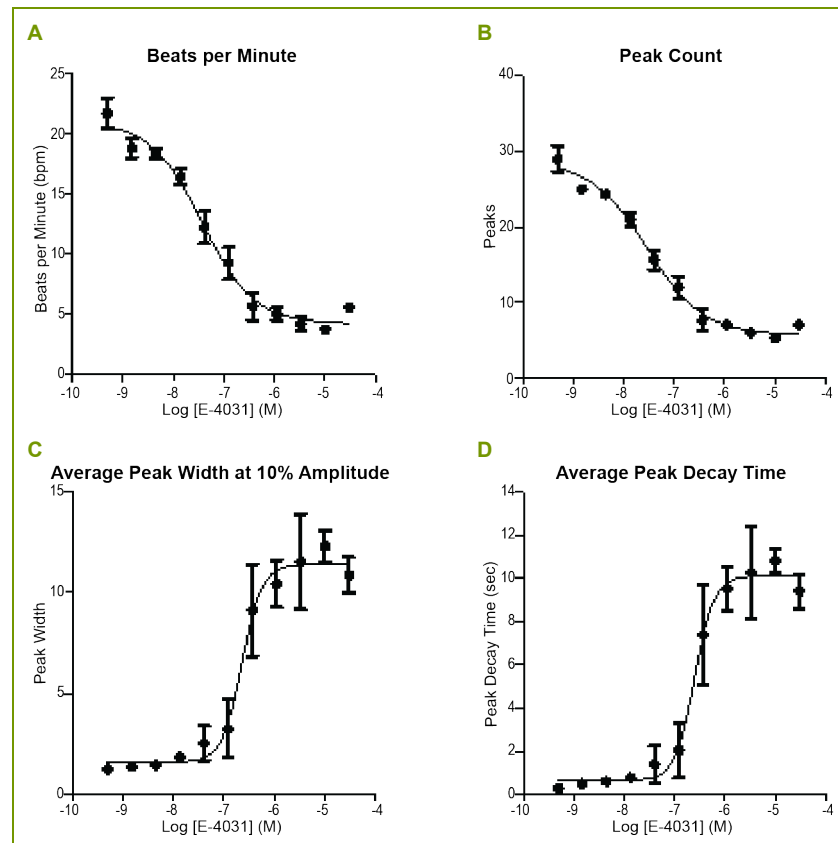 A
Beats per Minute
25
20
15
10
5
0
Beats per Minute (bpm)
-10 -9 -8 -7 -6 -5 -4
Log [E-4031] (M)
B
Peak Count
40
30
20
10
0
Peaks
-10 -9 -8 -7 -6 -5 -4
Log [E-4031] (M)
C
Average Peak Width at 10% Amplitude
15
10
5
0
Peak Width
-10 -9 -8 -7 -6 -5 -4
Log [E-4031] (M)
D
Average Peak Decay Time
14
12
10
8
6
4
2
0
Peak Decay Time (sec)
-10 -9 -8 -7 -6 -5 -4
Log [E-4031] (M)